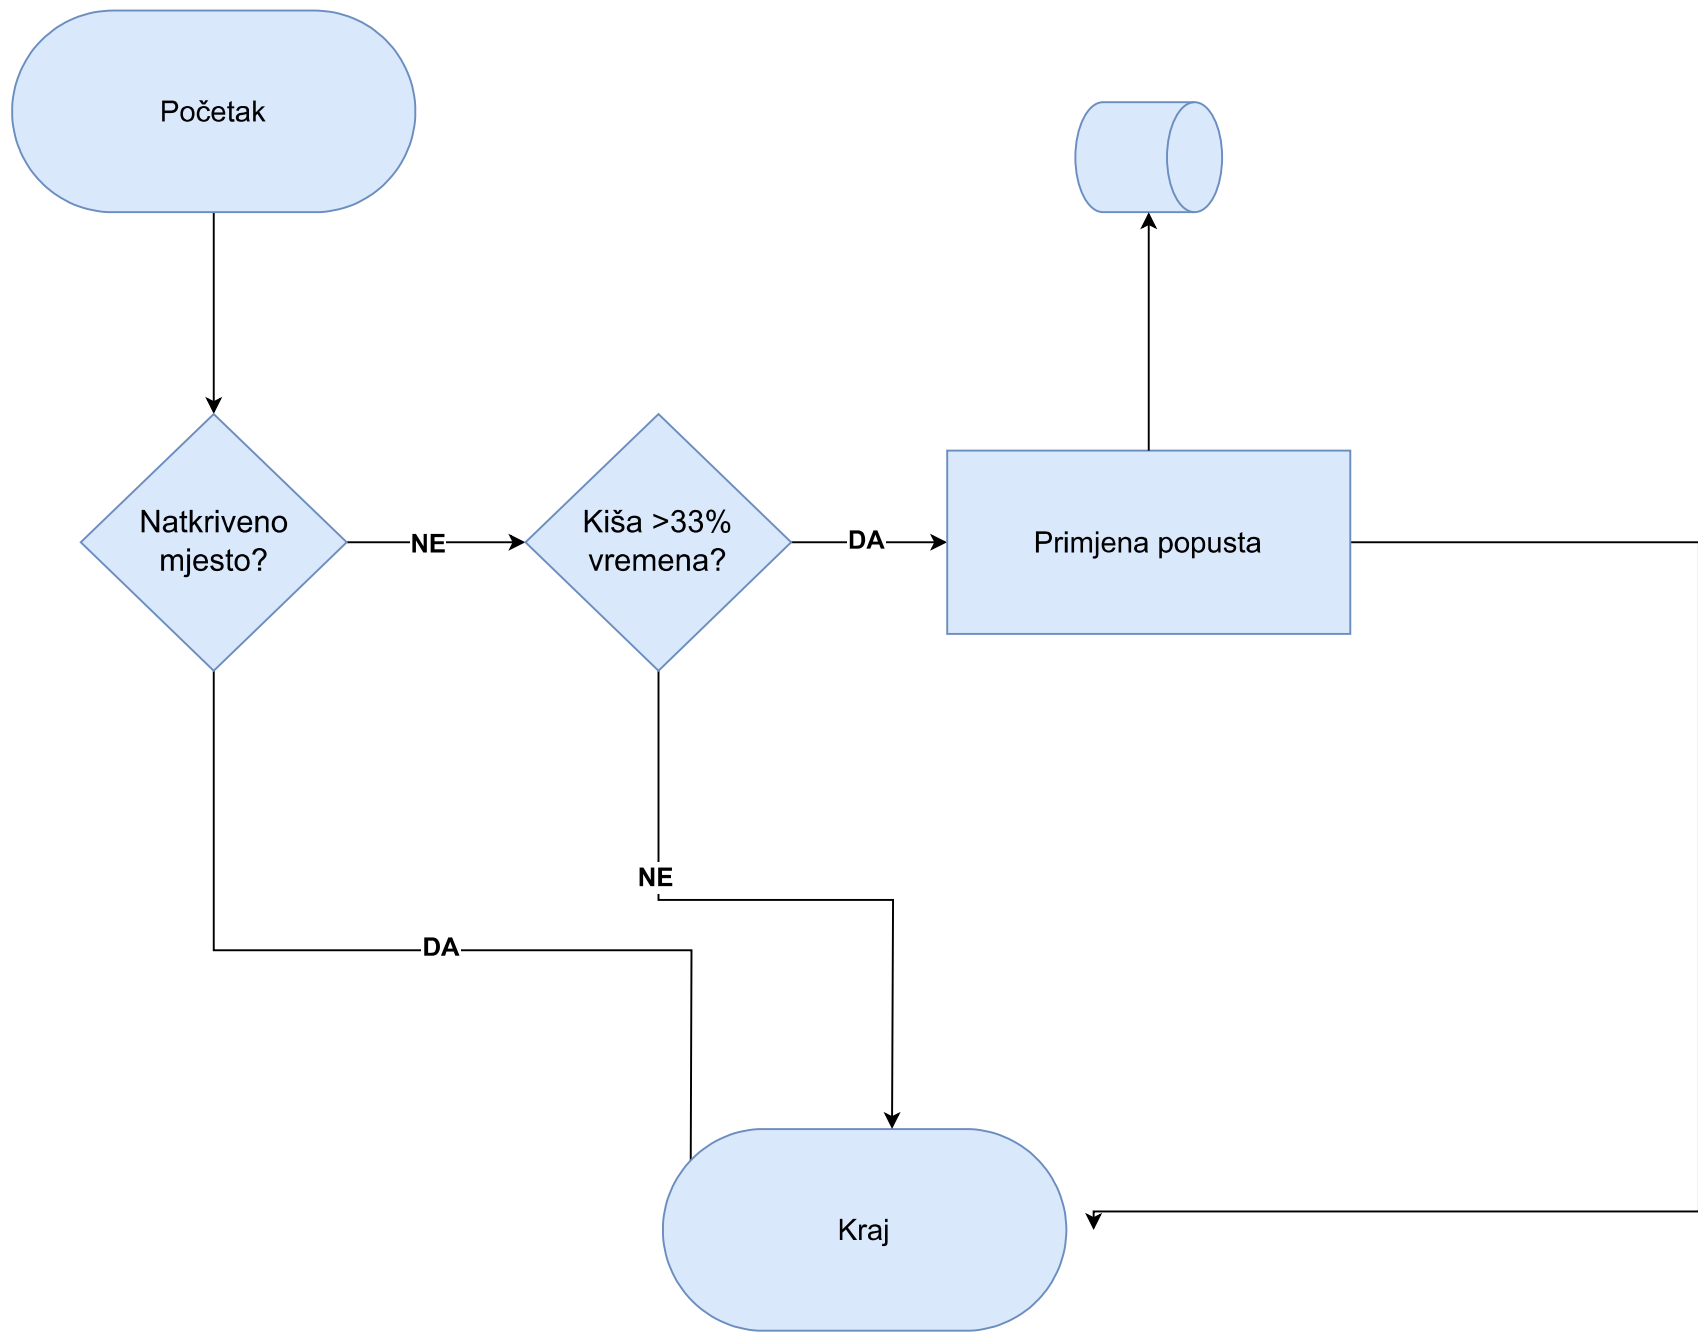 Početak
Natkriveno
mjesto?
NE
Kiša >33%
vremena?
DA
Primjena popusta
NE
DA
Kraj